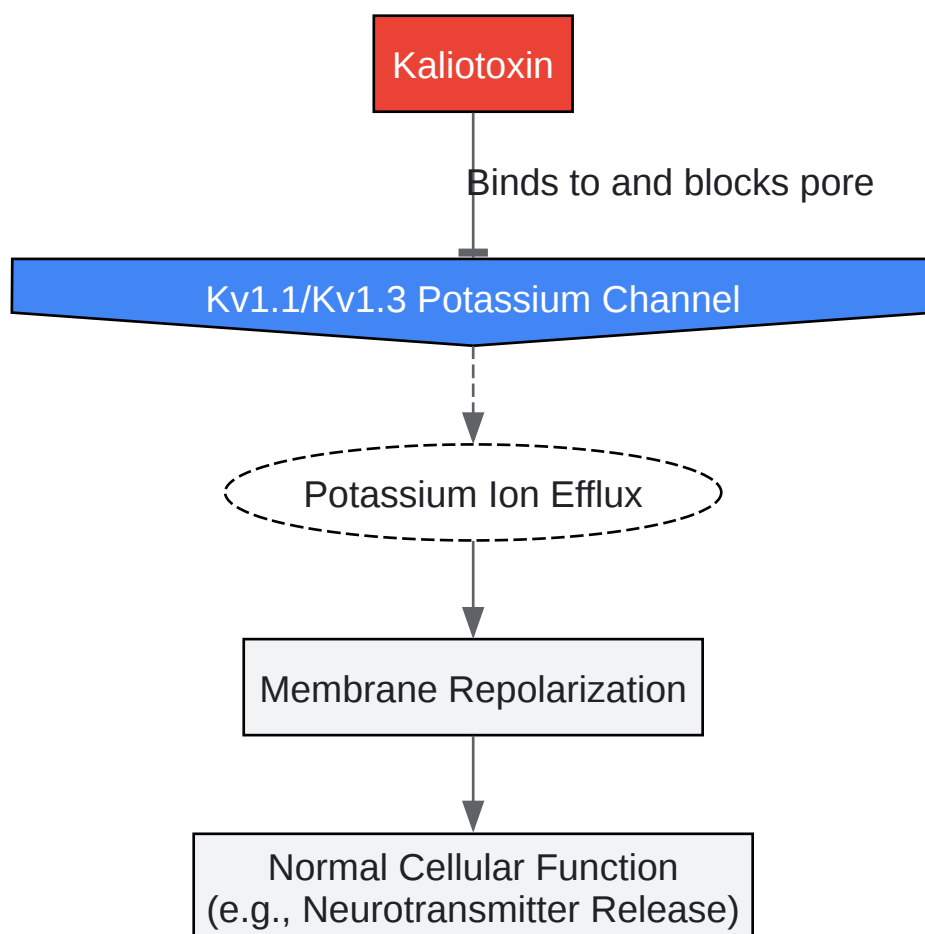 Kaliotoxin
Binds to and blocks pore
Kv1.1/Kv1.3 Potassium Channel
Potassium Ion Efflux
Membrane Repolarization
Normal Cellular Function
(e.g., Neurotransmitter Release)